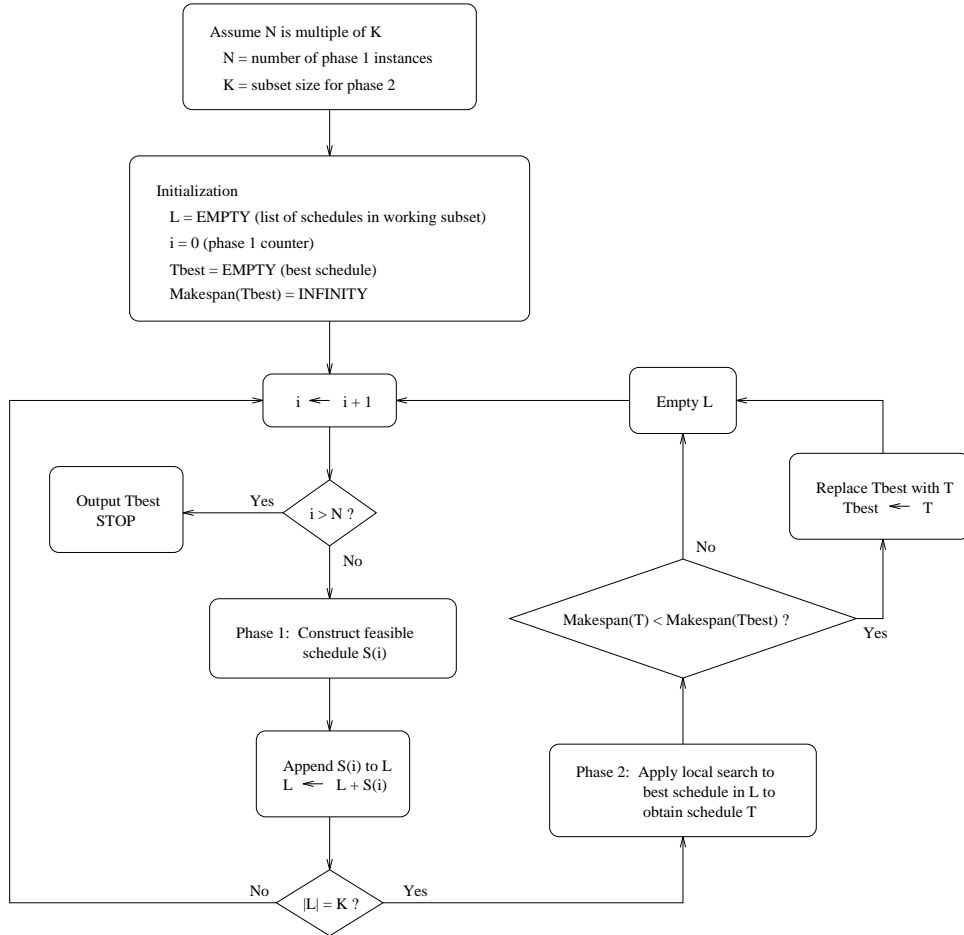 Assume N is multiple of K
N = number of phase 1 instances
K = subset size for phase 2
Initialization
L = EMPTY (list of schedules in working subset)
i = 0 (phase 1 counter)
Tbest = EMPTY (best schedule)
Makespan(Tbest) = INFINITY
i ← i + 1
Empty L
Output Tbest
STOP
Yes
i > N ?
No
Replace Tbest with T
Tbest ← T
No
Makespan(T) < Makespan(Tbest) ?
Yes
Phase 1: Construct feasible
schedule S(i)
Append S(i) to L
L ← L + S(i)
Phase 2: Apply local search to
best schedule in L to
obtain schedule T
No
|L| = K ?
Yes